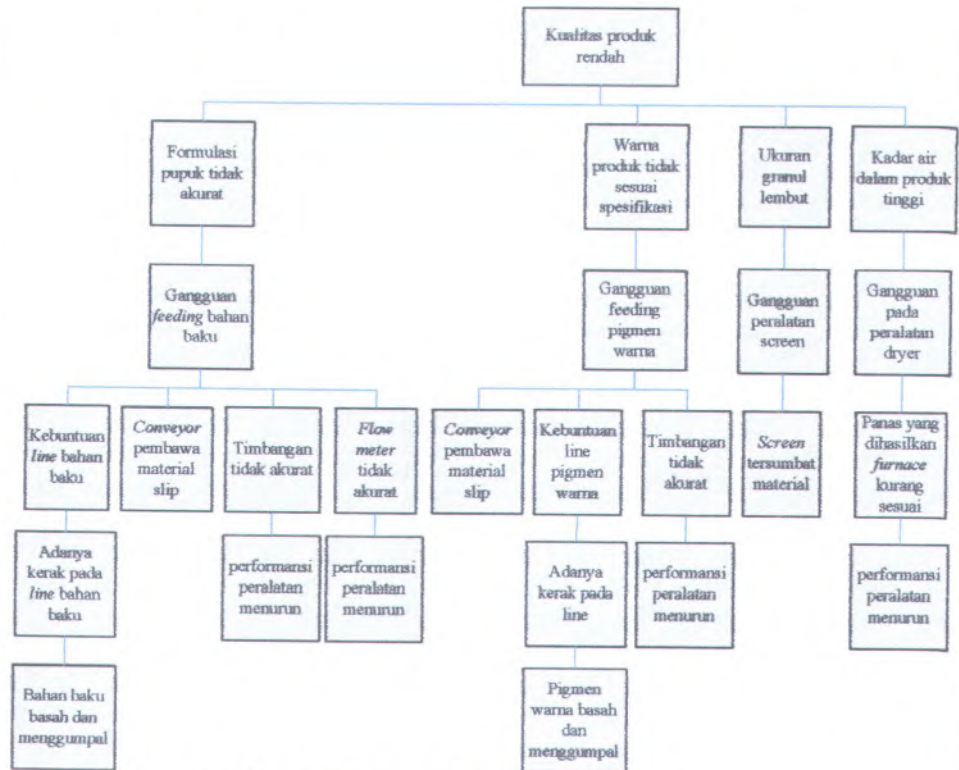 Kualitas produk
rendah
Formulasi
pupuk tidak
akurat
Warna
produk tidak
sesuai
spesifikasi
Ukuran
granul
lembut
Kadar air
dalam produk
tinggi
Gangguan
feeding bahan
baku
Gangguan
feeding
pigmen
warna
Gangguan
peralatan
screen
Gangguan
pada
peralatan
dryer
Kebuntuan
line bahan
baku
Conveyor
pembawa
material
slip
Timbangan
tidak akurat
Flow
meter
tidak
akurat
Conveyor
pembawa
material
slip
Kebuntuan
line
pigmen
warna
Timbangan
tidak
akurat
Screen
tersumbat
material
Panas yang
dihasilkan
furnace
kurang
sesuai
Adanya
kerak pada
line bahan
baku
performansi
peralatan
menurun
performansi
peralatan
menurun
Adanya
kerak pada
line
performansi
peralatan
menurun
performansi
peralatan
menurun
Bahan baku
basah dan
menggumpal
Pigmen
warna basah
dan
menggumpal